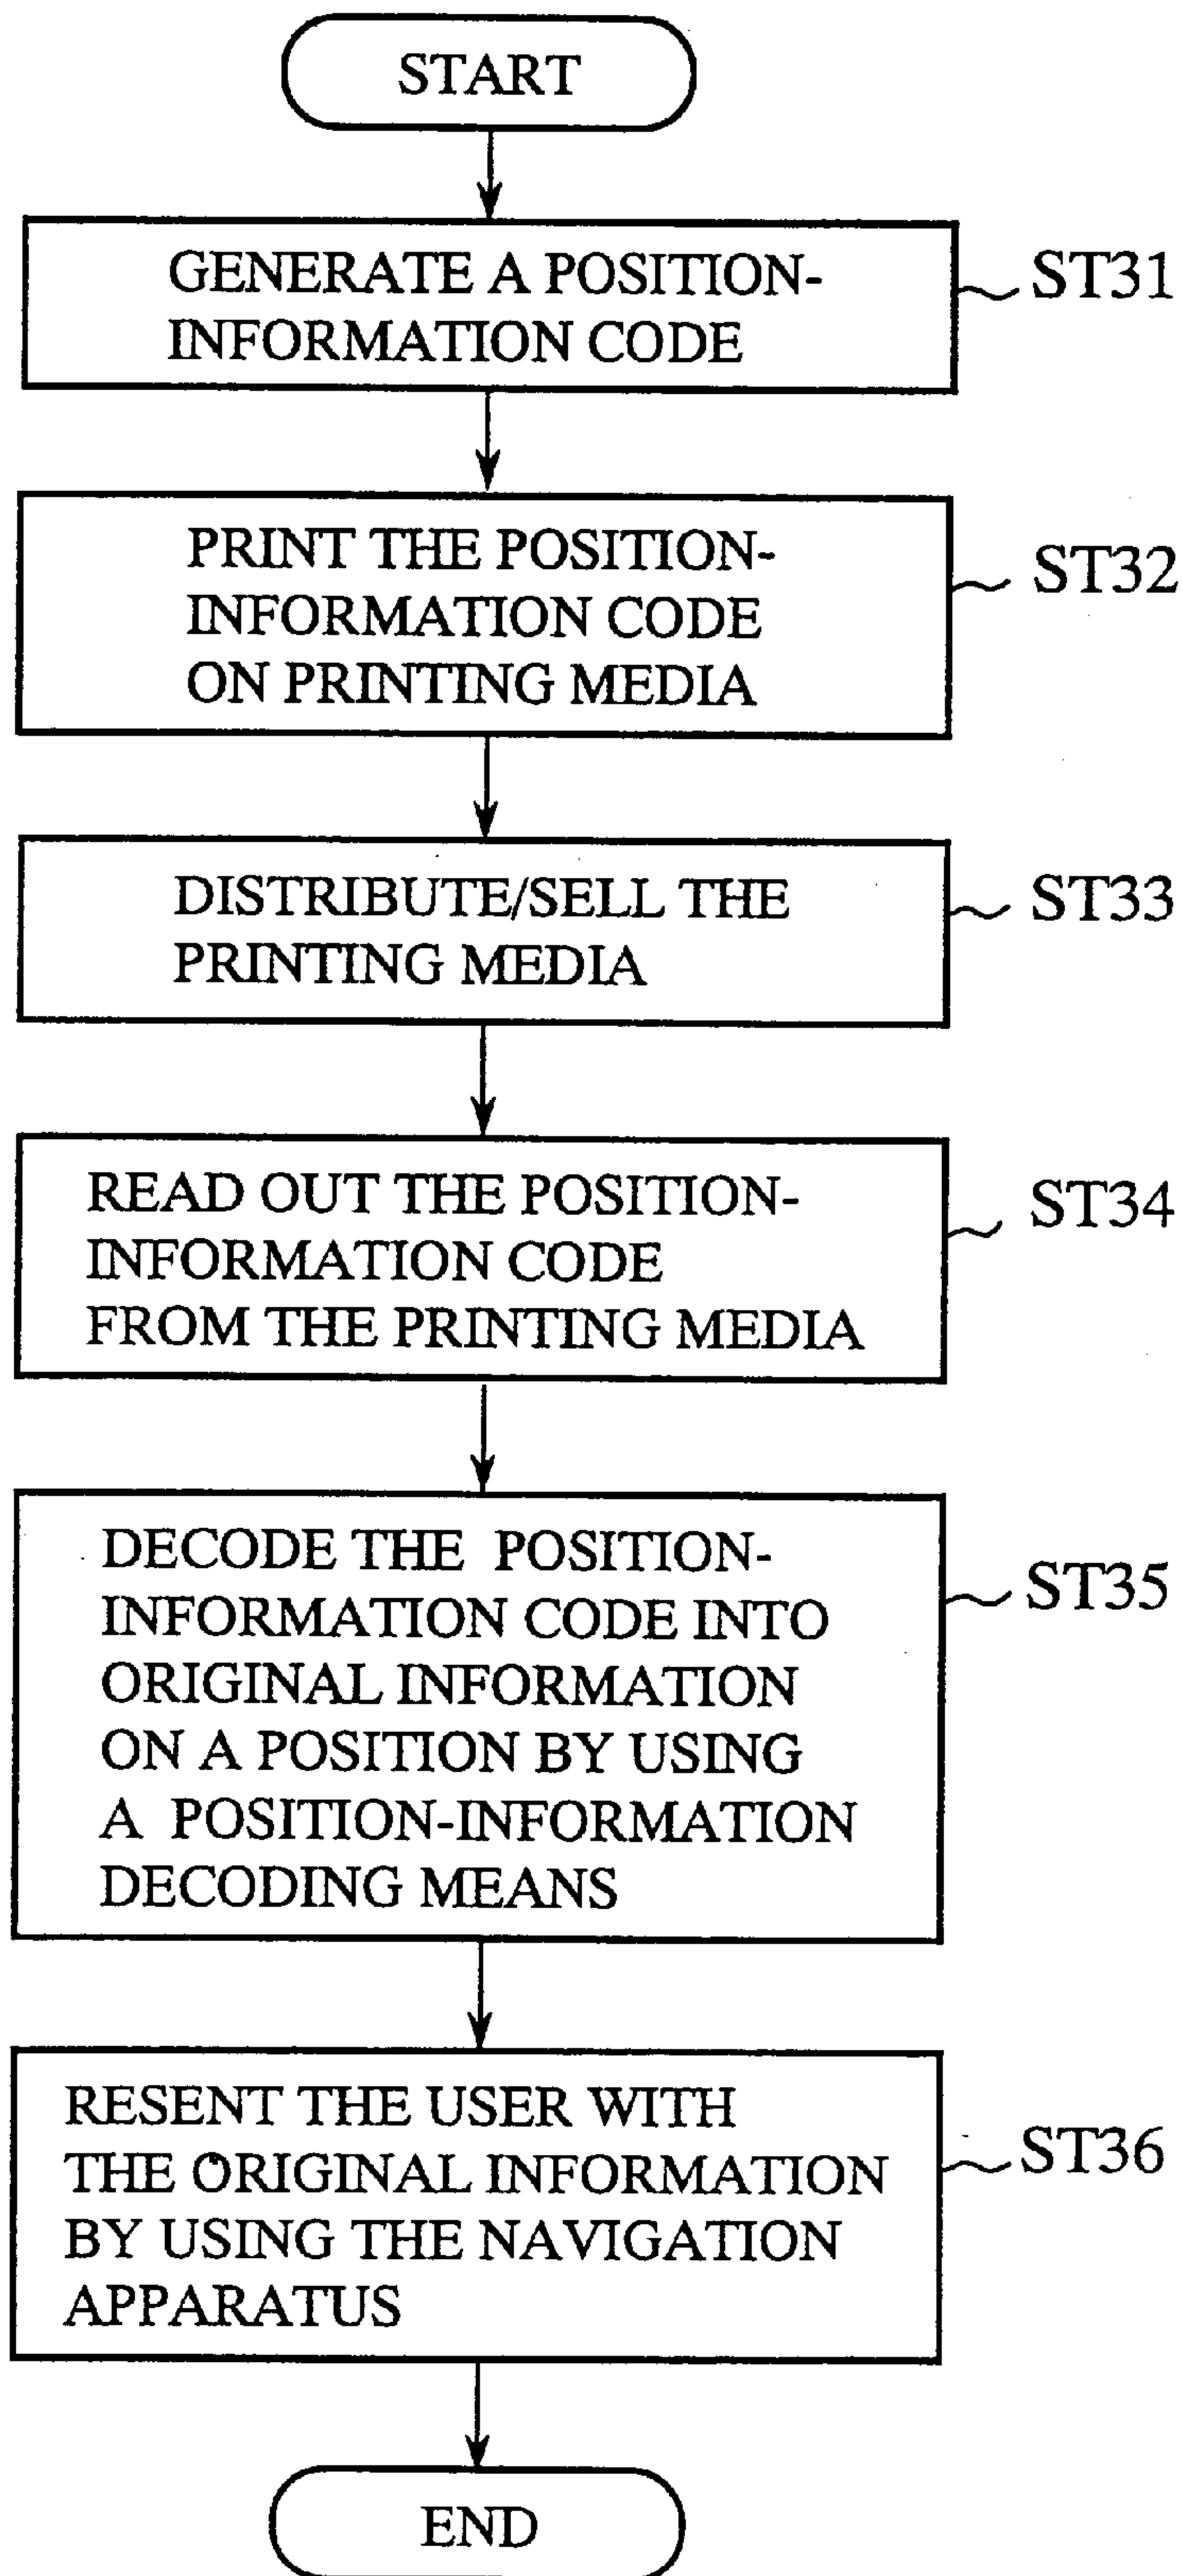 START
GENERATE A POSITION-
INFORMATION CODE
ST31
PRINT THE POSITION-
INFORMATION CODE
ON PRINTING MEDIA
ST32
DISTRIBUTE/SELL THE
PRINTING MEDIA
ST33
READ OUT THE POSITION-
INFORMATION CODE
FROM THE PRINTING MEDIA
ST34
DECODE THE POSITION-
INFORMATION CODE INTO
ORIGINAL INFORMATION
ON A POSITION BY USING
A POSITION-INFORMATION
DECODING MEANS
ST35
RESENT THE USER WITH
THE ORIGINAL INFORMATION
BY USING THE NAVIGATION
APPARATUS
ST36
END